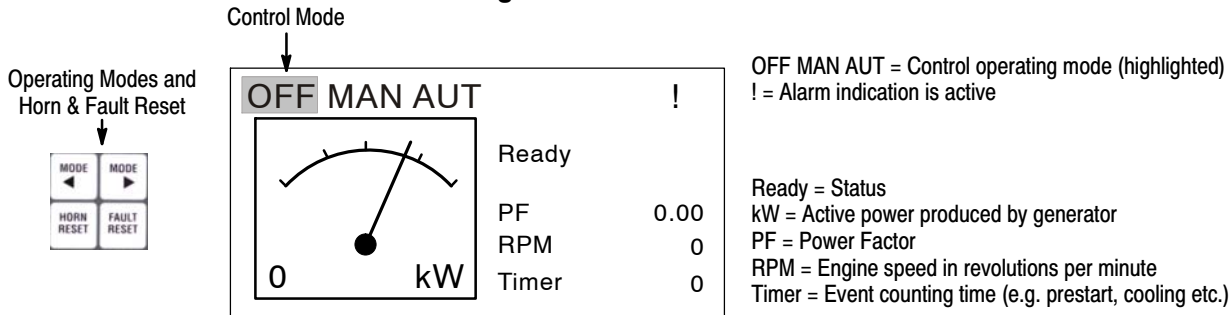 Control Mode
Operating Modes and
Horn & Fault Reset
MODE MODE
HORN RESET FAULT RESET
OFF MAN AUT !
Ready
PF 0.00
RPM 0
Timer 0
0 kW
OFF MAN AUT = Control operating mode (highlighted)
! = Alarm indication is active
Ready = Status
kW = Active power produced by generator
PF = Power Factor
RPM = Engine speed in revolutions per minute
Timer = Event counting time (e.g. prestart, cooling etc.)